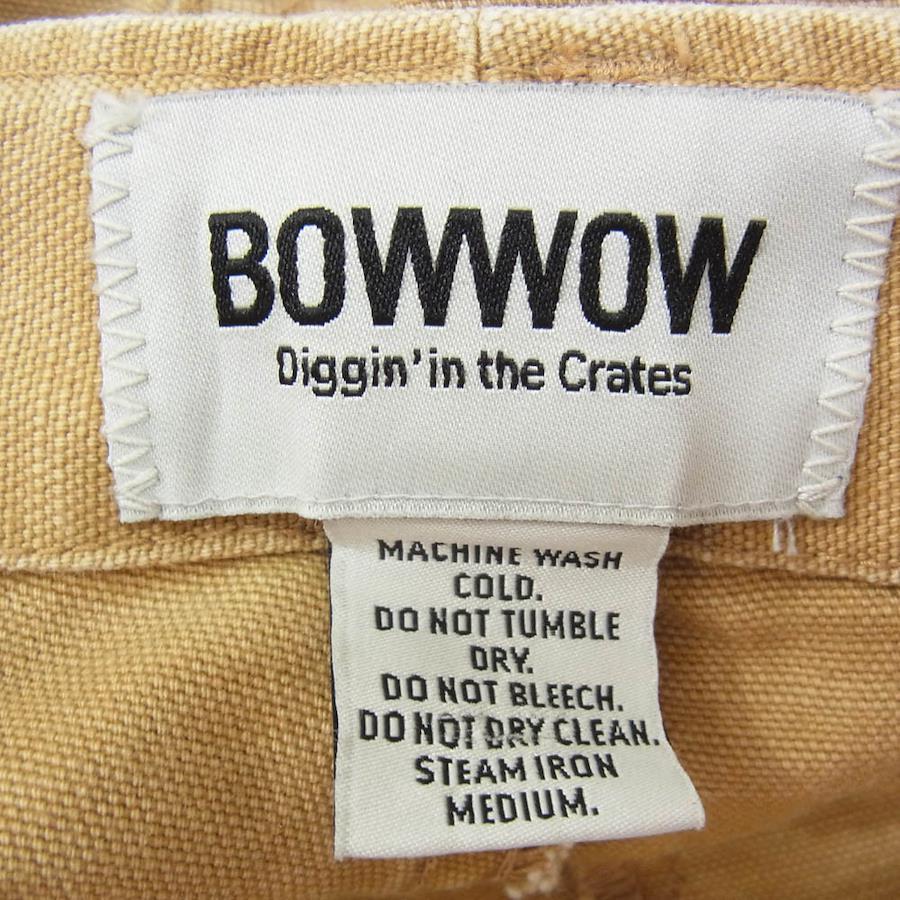 BOWWOW
Diggin' in the Crates
MACHINE WASH
COLD.
DO NOT TUMBLE
DRY.
DO NOT BLEECH.
DO NOT DRY CLEAN.
STEAM IRON
MEDIUM.